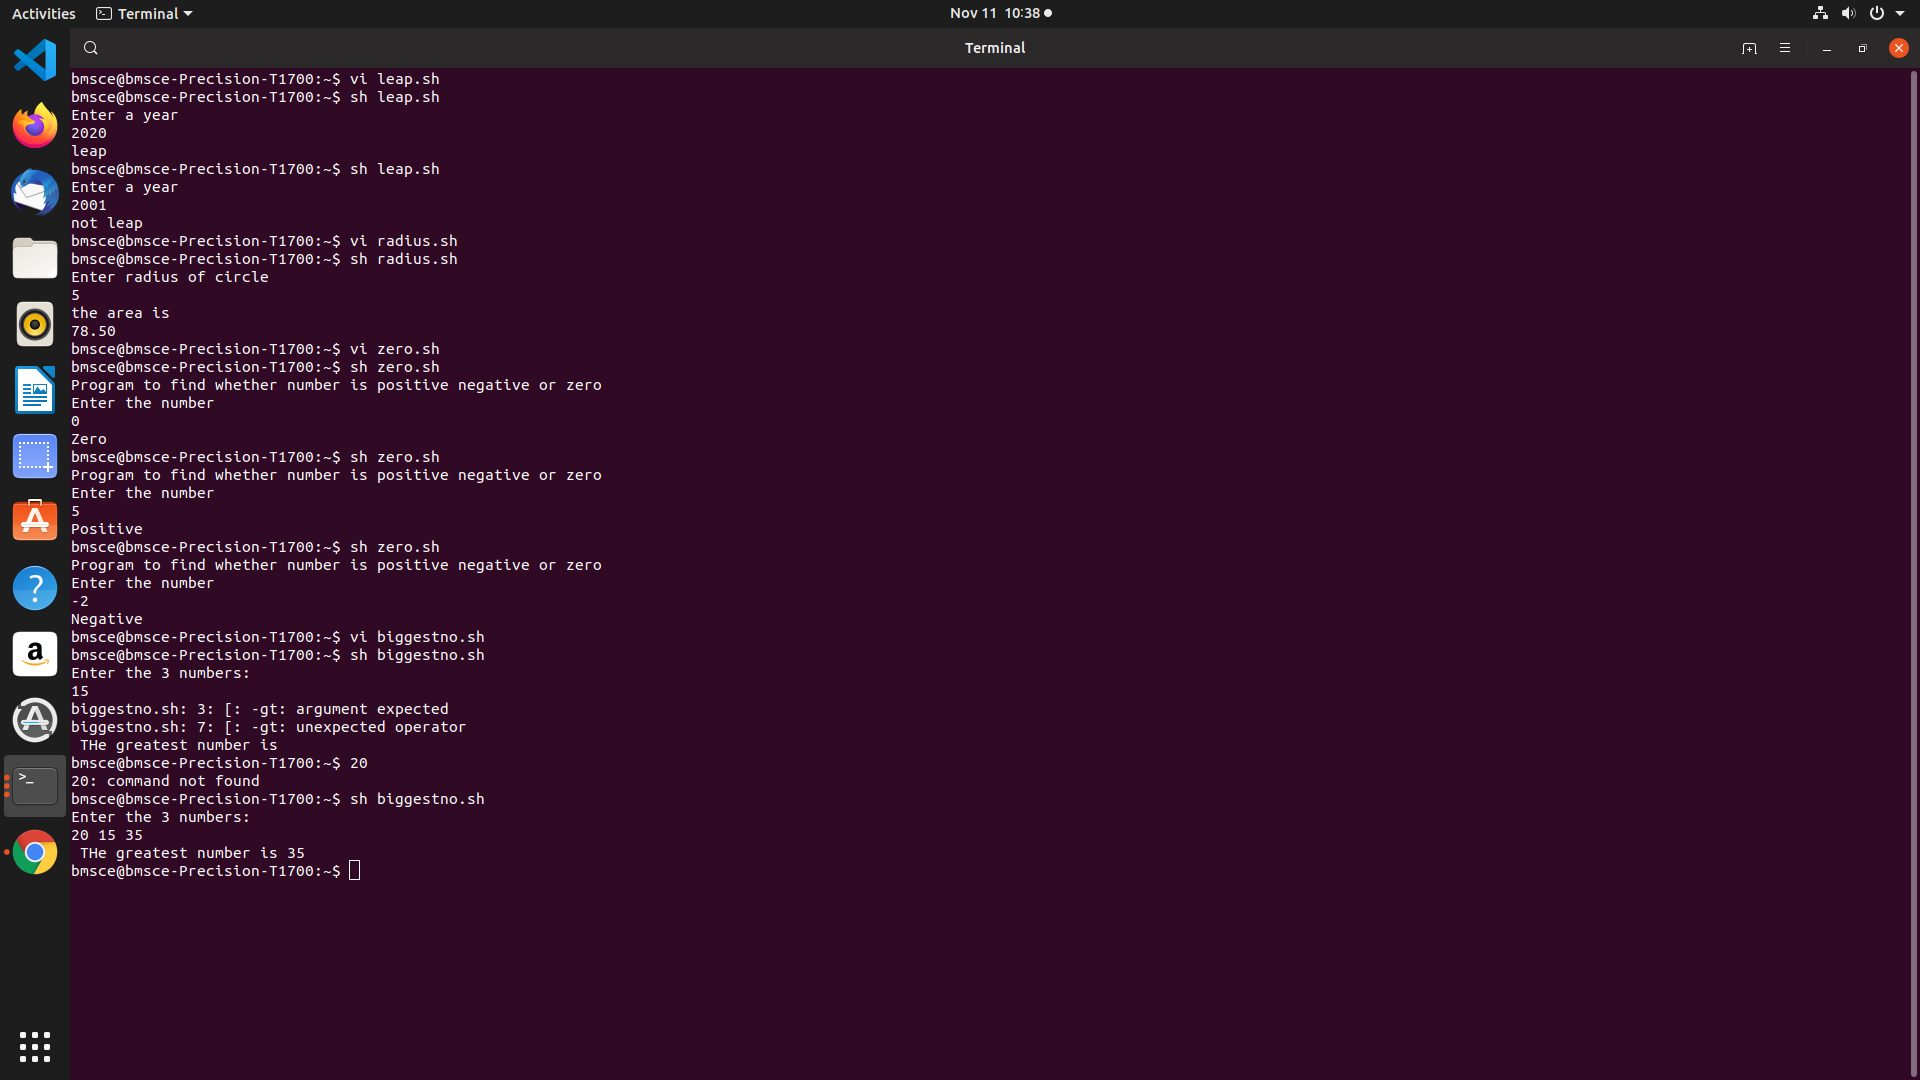 Activities
Terminal
Nov 11 10:38
Terminal
bmsce@bmsce-Precision-T1700:~$ vi leap.sh
bmsce@bmsce-Precision-T1700:~$ sh leap.sh
Enter a year
2020
leap
bmsce@bmsce-Precision-T1700:~$ sh leap.sh
Enter a year
2001
not leap
bmsce@bmsce-Precision-T1700:~$ vi radius.sh
bmsce@bmsce-Precision-T1700:~$ sh radius.sh
Enter radius of circle
5
the area is
78.50
bmsce@bmsce-Precision-T1700:~$ vi zero.sh
bmsce@bmsce-Precision-T1700:~$ sh zero.sh
Program to find whether number is positive negative or zero
Enter the number
0
Zero
bmsce@bmsce-Precision-T1700:~$ sh zero.sh
Program to find whether number is positive negative or zero
Enter the number
5
Positive
bmsce@bmsce-Precision-T1700:~$ sh zero.sh
Program to find whether number is positive negative or zero
Enter the number
-2
Negative
bmsce@bmsce-Precision-T1700:~$ vi biggestno.sh
bmsce@bmsce-Precision-T1700:~$ sh biggestno.sh
Enter the 3 numbers:
15
biggestno.sh: 3: [: -gt: argument expected
biggestno.sh: 7: [: -gt: unexpected operator
 THe greatest number is
bmsce@bmsce-Precision-T1700:~$ 20
20: command not found
bmsce@bmsce-Precision-T1700:~$ sh biggestno.sh
Enter the 3 numbers:
20 15 35
 THe greatest number is 35
bmsce@bmsce-Precision-T1700:~$